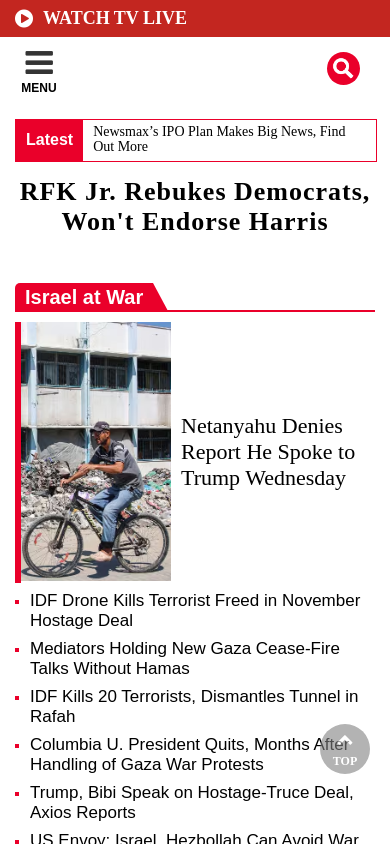 WATCH TV LIVE
MENU
Latest
Newsmax’s IPO Plan Makes Big News, Find
Out More
RFK Jr. Rebukes Democrats,
Won't Endorse Harris
Israel at War
Netanyahu Denies
Report He Spoke to
Trump Wednesday
IDF Drone Kills Terrorist Freed in November
Hostage Deal
Mediators Holding New Gaza Cease-Fire
Talks Without Hamas
IDF Kills 20 Terrorists, Dismantles Tunnel in
Rafah
Columbia U. President Quits, Months After
Handling of Gaza War Protests
TOP
Trump, Bibi Speak on Hostage-Truce Deal,
Axios Reports
US Envoy: Israel, Hezbollah Can Avoid War